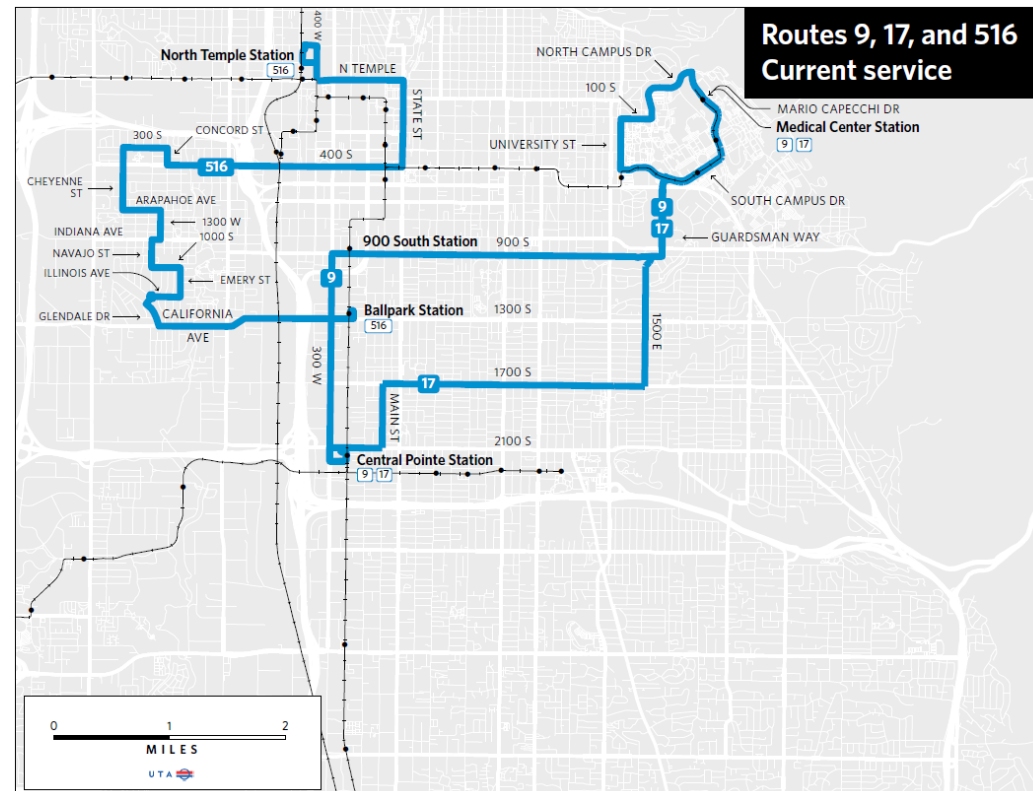 Routes 9, 17, and 516
Current service
400 W
North Temple Station
516
N TEMPLE
STATE ST
NORTH CAMPUS DR
100 S
MARIO CAPECCHI DR
Medical Center Station
9 17
UNIVERSITY ST
SOUTH CAMPUS DR
300 S
CONCORD ST
516
400 S
CHEYENNE
ST
ARAPAHOE AVE
1300 W
INDIANA AVE
1000 S
NAVAJO ST
ILLINOIS AVE
EMERY ST
GLENDALE DR
CALIFORNIA
AVE
9
17
GUARDSMAN WAY
900 South Station
900 S
9
Ballpark Station
516
1300 S
300 W
1500 E
1700 S
17
MAIN ST
2100 S
Central Pointe Station
9 17
0 1 2
MILES
UTA